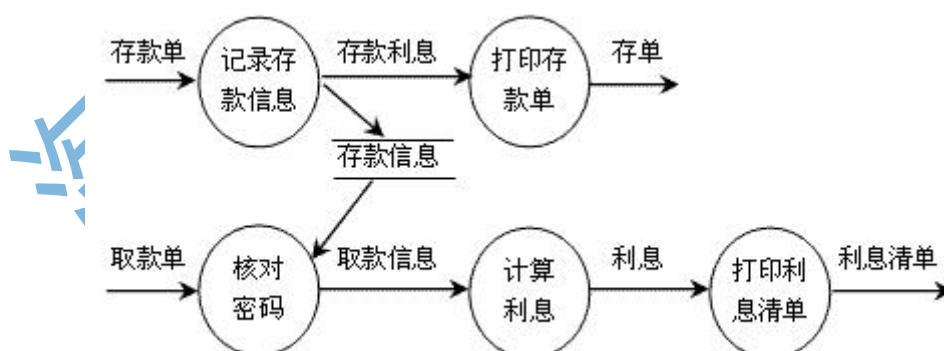 存款单
记录存
款信息
存款利息
打印存
款单
存单
存款信息
取款单
核对
密码
取款信息
计算
利息
利息
打印利
息清单
利息清单